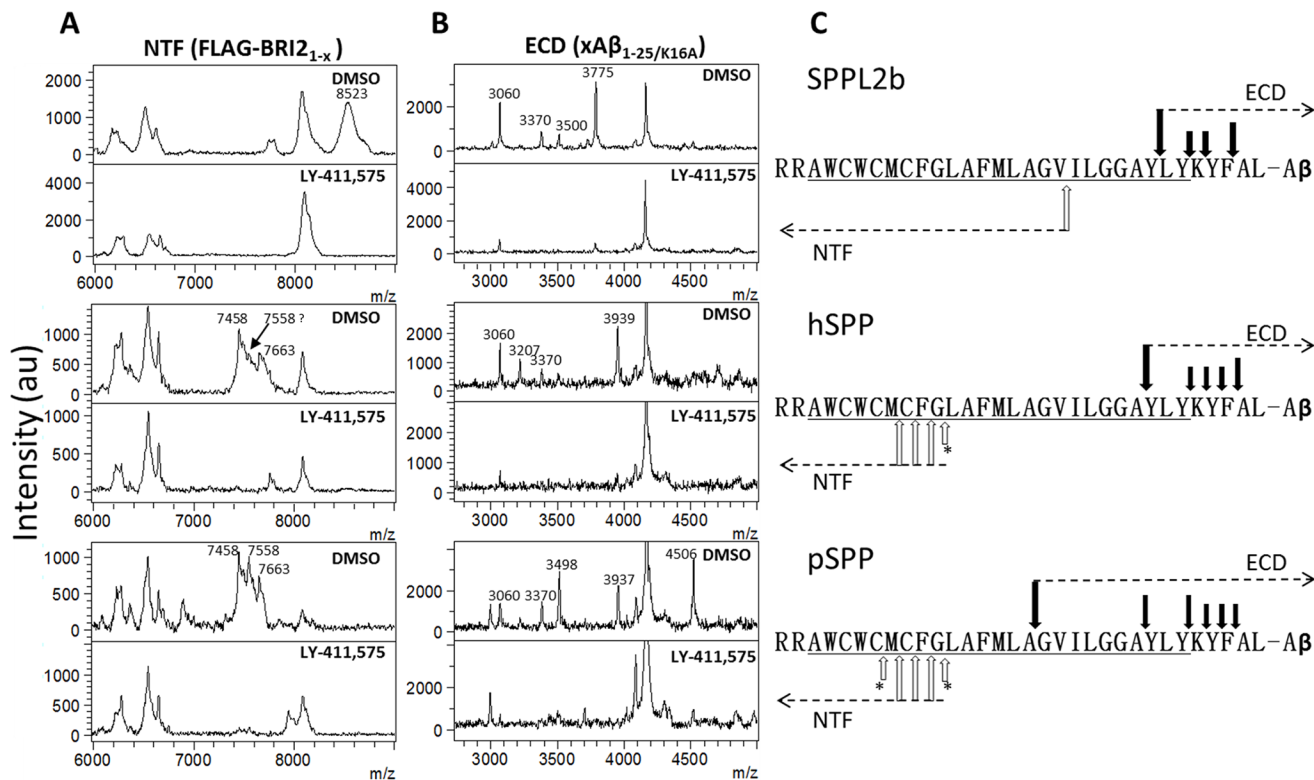 A
NTF (FLAG-BRI2₁₋ₓ )
B
ECD (xAβ₁₋₂₅/K16A)
C
Intensity (au)
DMSO
8523
2000
1000
0
LY-411,575
4000
2000
0
6000
7000
8000
m/z
DMSO
3060
3370
3500
3775
2000
0
LY-411,575
4000
2000
0
3000
3500
4000
4500
m/z
SPPL2b
ECD
RRAWCWCMCFGLAFMLAGVILGGAYLYKYFAL-Aβ
NTF
DMSO
7458
7558 ?
7663
1000
500
0
LY-411,575
1000
500
0
6000
7000
8000
m/z
DMSO
3060
3207
3370
3939
3000
2000
1000
0
LY-411,575
2000
1000
0
3000
3500
4000
4500
m/z
hSPP
ECD
RRAWCWCMCFGLAFMLAGVILGGAYLYKYFAL-Aβ
*
NTF
DMSO
7458
7558
7663
1000
500
0
LY-411,575
1000
500
0
6000
7000
8000
m/z
DMSO
3060
3370
3498
3937
4506
3000
2000
1000
0
LY-411,575
2000
0
3000
3500
4000
4500
m/z
pSPP
ECD
RRAWCWCMCFGLAFMLAGVILGGAYLYKYFAL-Aβ
* *
NTF